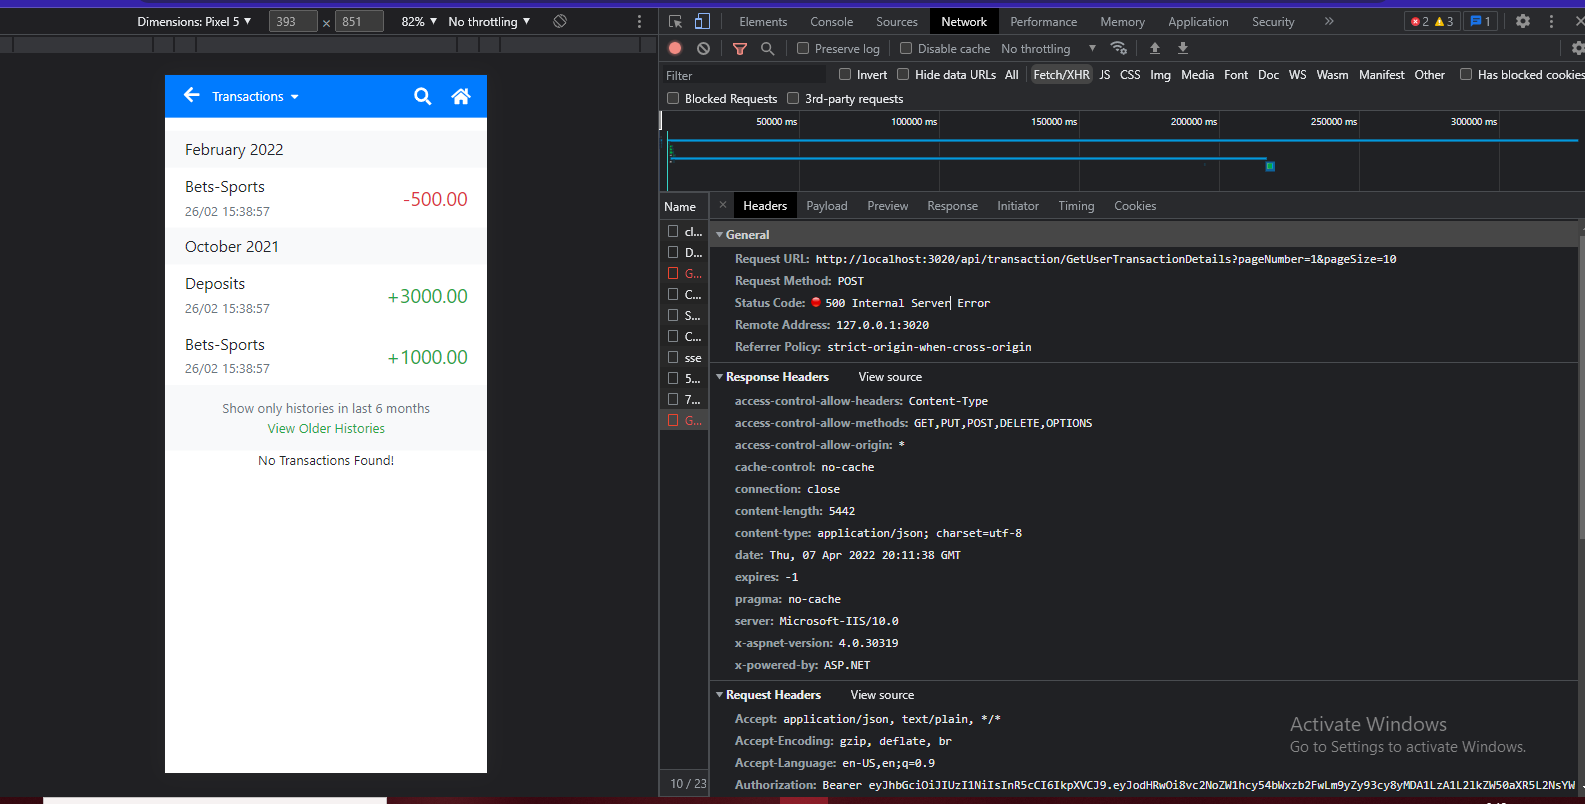 Dimensions: Pixel 5 ▼ 393 × 851 82% ▼ No throttling ▼
Transactions
February 2022
Bets-Sports
-500.00
26/02 15:38:57
October 2021
Deposits
+3000.00
26/02 15:38:57
Bets-Sports
+1000.00
26/02 15:38:57
Show only histories in last 6 months
View Older Histories
No Transactions Found!
Elements Console Sources Network Performance Memory Application Security » 2 3 1
Preserve log Disable cache No throttling ▼
Filter Invert Hide data URLs All Fetch/XHR JS CSS Img Media Font Doc WS Wasm Manifest Other Has blocked cookies
Blocked Requests 3rd-party requests
50000 ms 100000 ms 150000 ms 200000 ms 250000 ms 300000 ms
Name
cl...
D...
G...
C...
S...
C...
sse
5...
7...
G...
10 / 23
× Headers Payload Preview Response Initiator Timing Cookies
General
Request URL: http://localhost:3020/api/transaction/GetUserTransactionDetails?pageNumber=1&pageSize=10
Request Method: POST
Status Code: 500 Internal Server Error
Remote Address: 127.0.0.1:3020
Referrer Policy: strict-origin-when-cross-origin
Response Headers View source
access-control-allow-headers: Content-Type
access-control-allow-methods: GET,PUT,POST,DELETE,OPTIONS
access-control-allow-origin: *
cache-control: no-cache
connection: close
content-length: 5442
content-type: application/json; charset=utf-8
date: Thu, 07 Apr 2022 20:11:38 GMT
expires: -1
pragma: no-cache
server: Microsoft-IIS/10.0
x-aspnet-version: 4.0.30319
x-powered-by: ASP.NET
Request Headers View source
Accept: application/json, text/plain, */*
Accept-Encoding: gzip, deflate, br
Accept-Language: en-US,en;q=0.9
Authorization: Bearer eyJhbGciOiJIUzI1NiIsInR5cCI6IkpXVCJ9.eyJodHRwOi8vc2NoZW1hcy54bWxzb2FwLm9yZy93cy8yMDA1LzA1L2lkZW50aXR5L2NsYW
Activate Windows
Go to Settings to activate Windows.